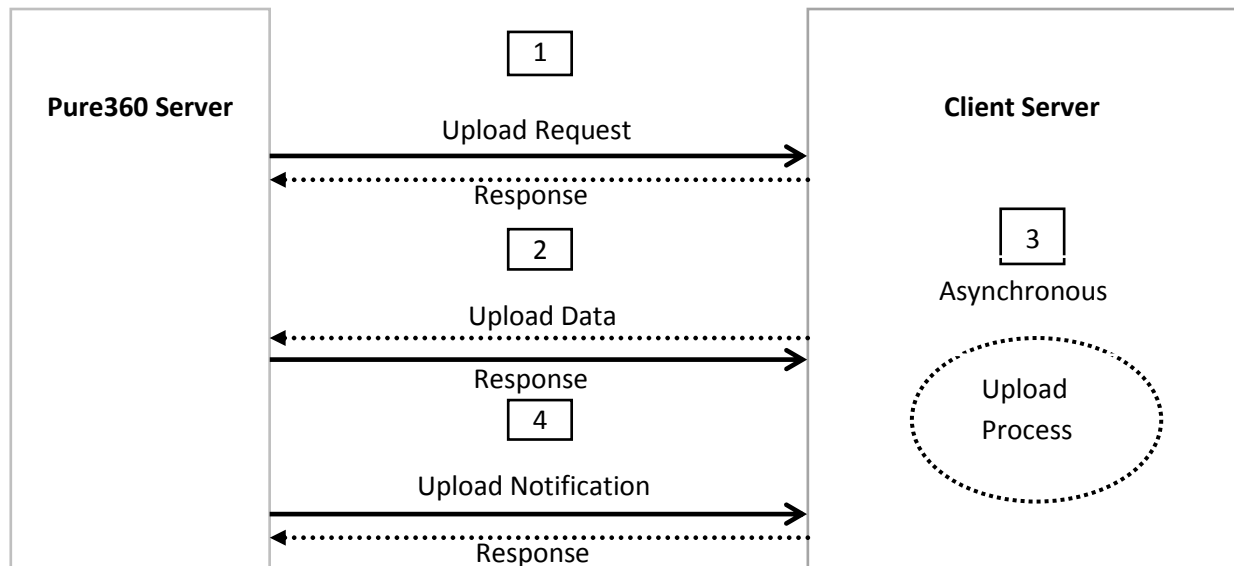 1
Pure360 Server
Client Server
Upload Request
Response
2
3
Asynchronous
Upload Data
Response
Upload
Process
4
Upload Notification
Response